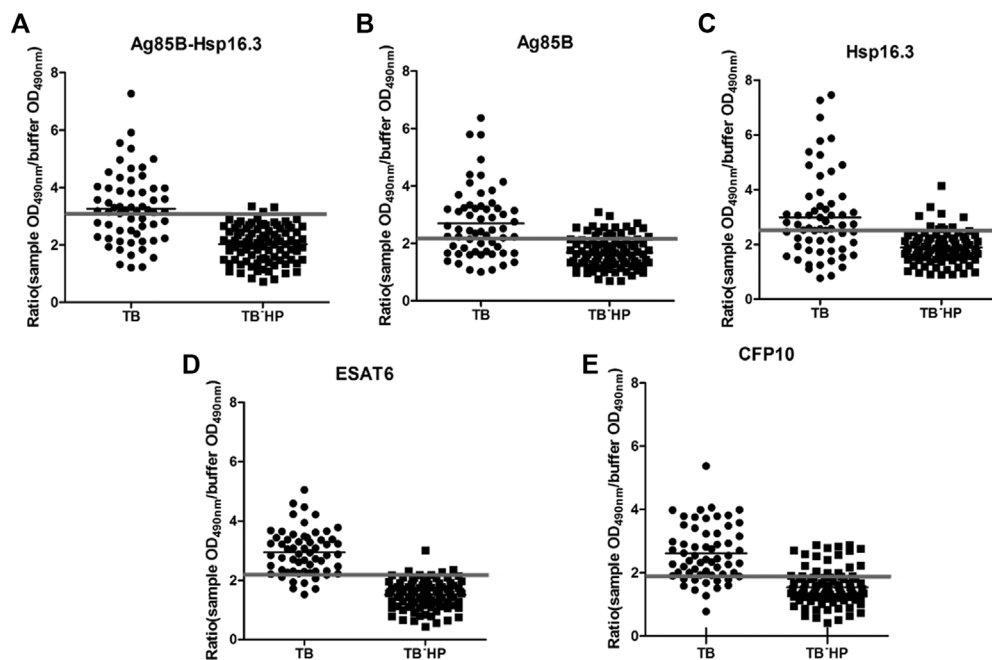 A
Ag85B-Hsp16.3
Ratio(sample OD490nm/buffer OD490nm)
8
6
4
2
0
TB
TB-HP
B
Ag85B
Ratio(sample OD490nm/buffer OD490nm)
8
6
4
2
0
TB
TB-HP
C
Hsp16.3
Ratio(sample OD490nm/buffer OD490nm)
8
6
4
2
0
TB
TB-HP
D
ESAT6
Ratio(sample OD490nm/buffer OD490nm)
8
6
4
2
0
TB
TB-HP
E
CFP10
Ratio(sample OD490nm/buffer OD490nm)
8
6
4
2
0
TB
TB-HP